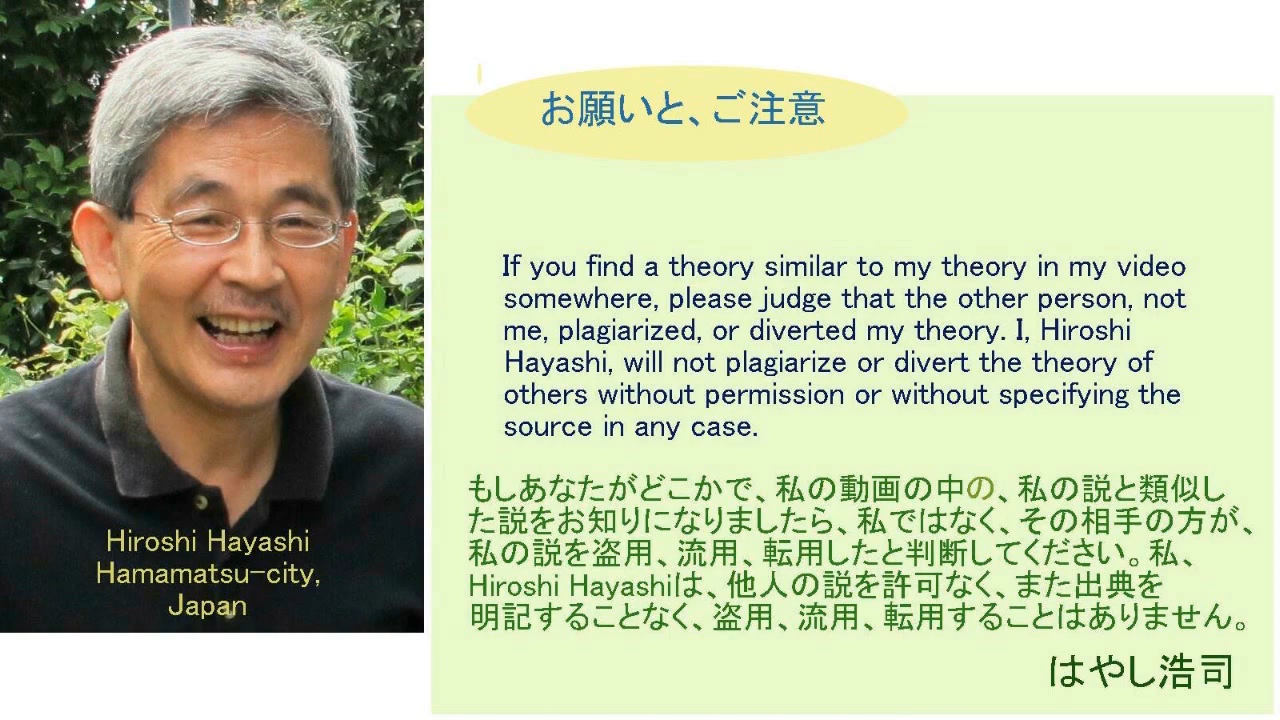 お願いと、ご注意
If you find a theory similar to my theory in my video
somewhere, please judge that the other person, not
me, plagiarized, or diverted my theory. I, Hiroshi
Hayashi, will not plagiarize or divert the theory of
others without permission or without specifying the
source in any case.
もしあなたがどこかで、私の動画の中の、私の説と類似し
た説をお知りになりましたら、私ではなく、その相手の方が、
私の説を盗用、流用、転用したと判断してください。私、
Hiroshi Hayashiは、他人の説を許可なく、また出典を
明記することなく、盗用、流用、転用することはありません。
はやし浩司
Hiroshi Hayashi
Hamamatsu-city,
Japan